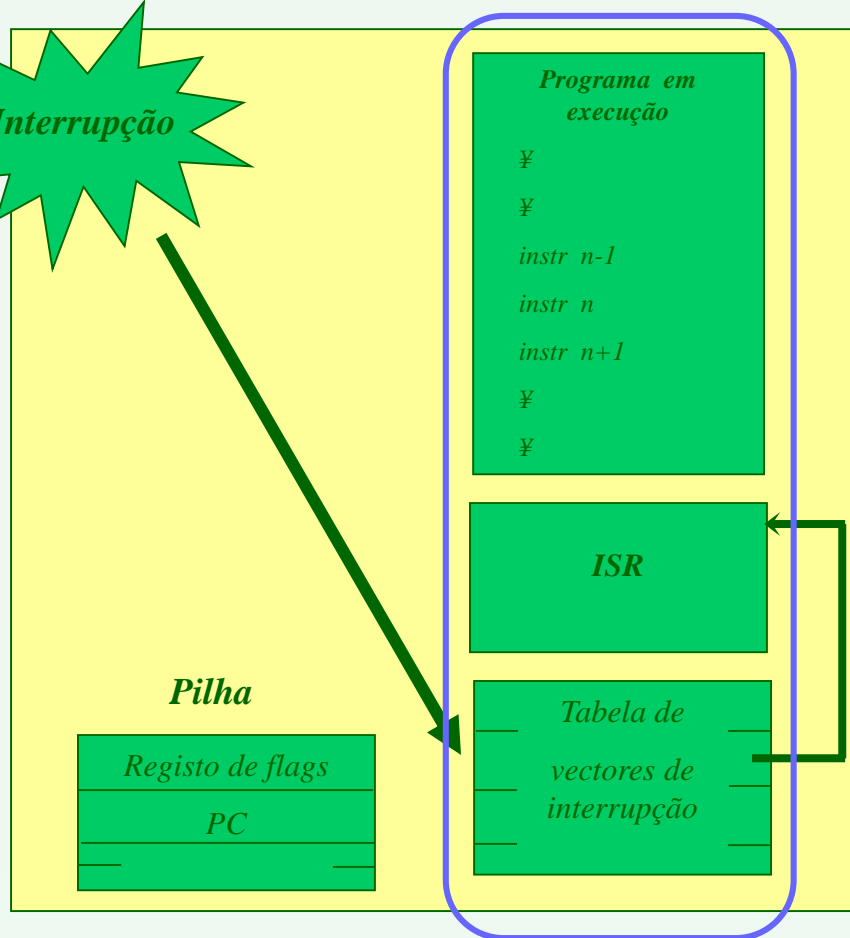 Interrupção
Programa em
execução
¥
¥
instr n-1
instr n
instr n+1
¥
¥
ISR
Pilha
Registo de flags
PC
Tabela de
vectores de
interrupção